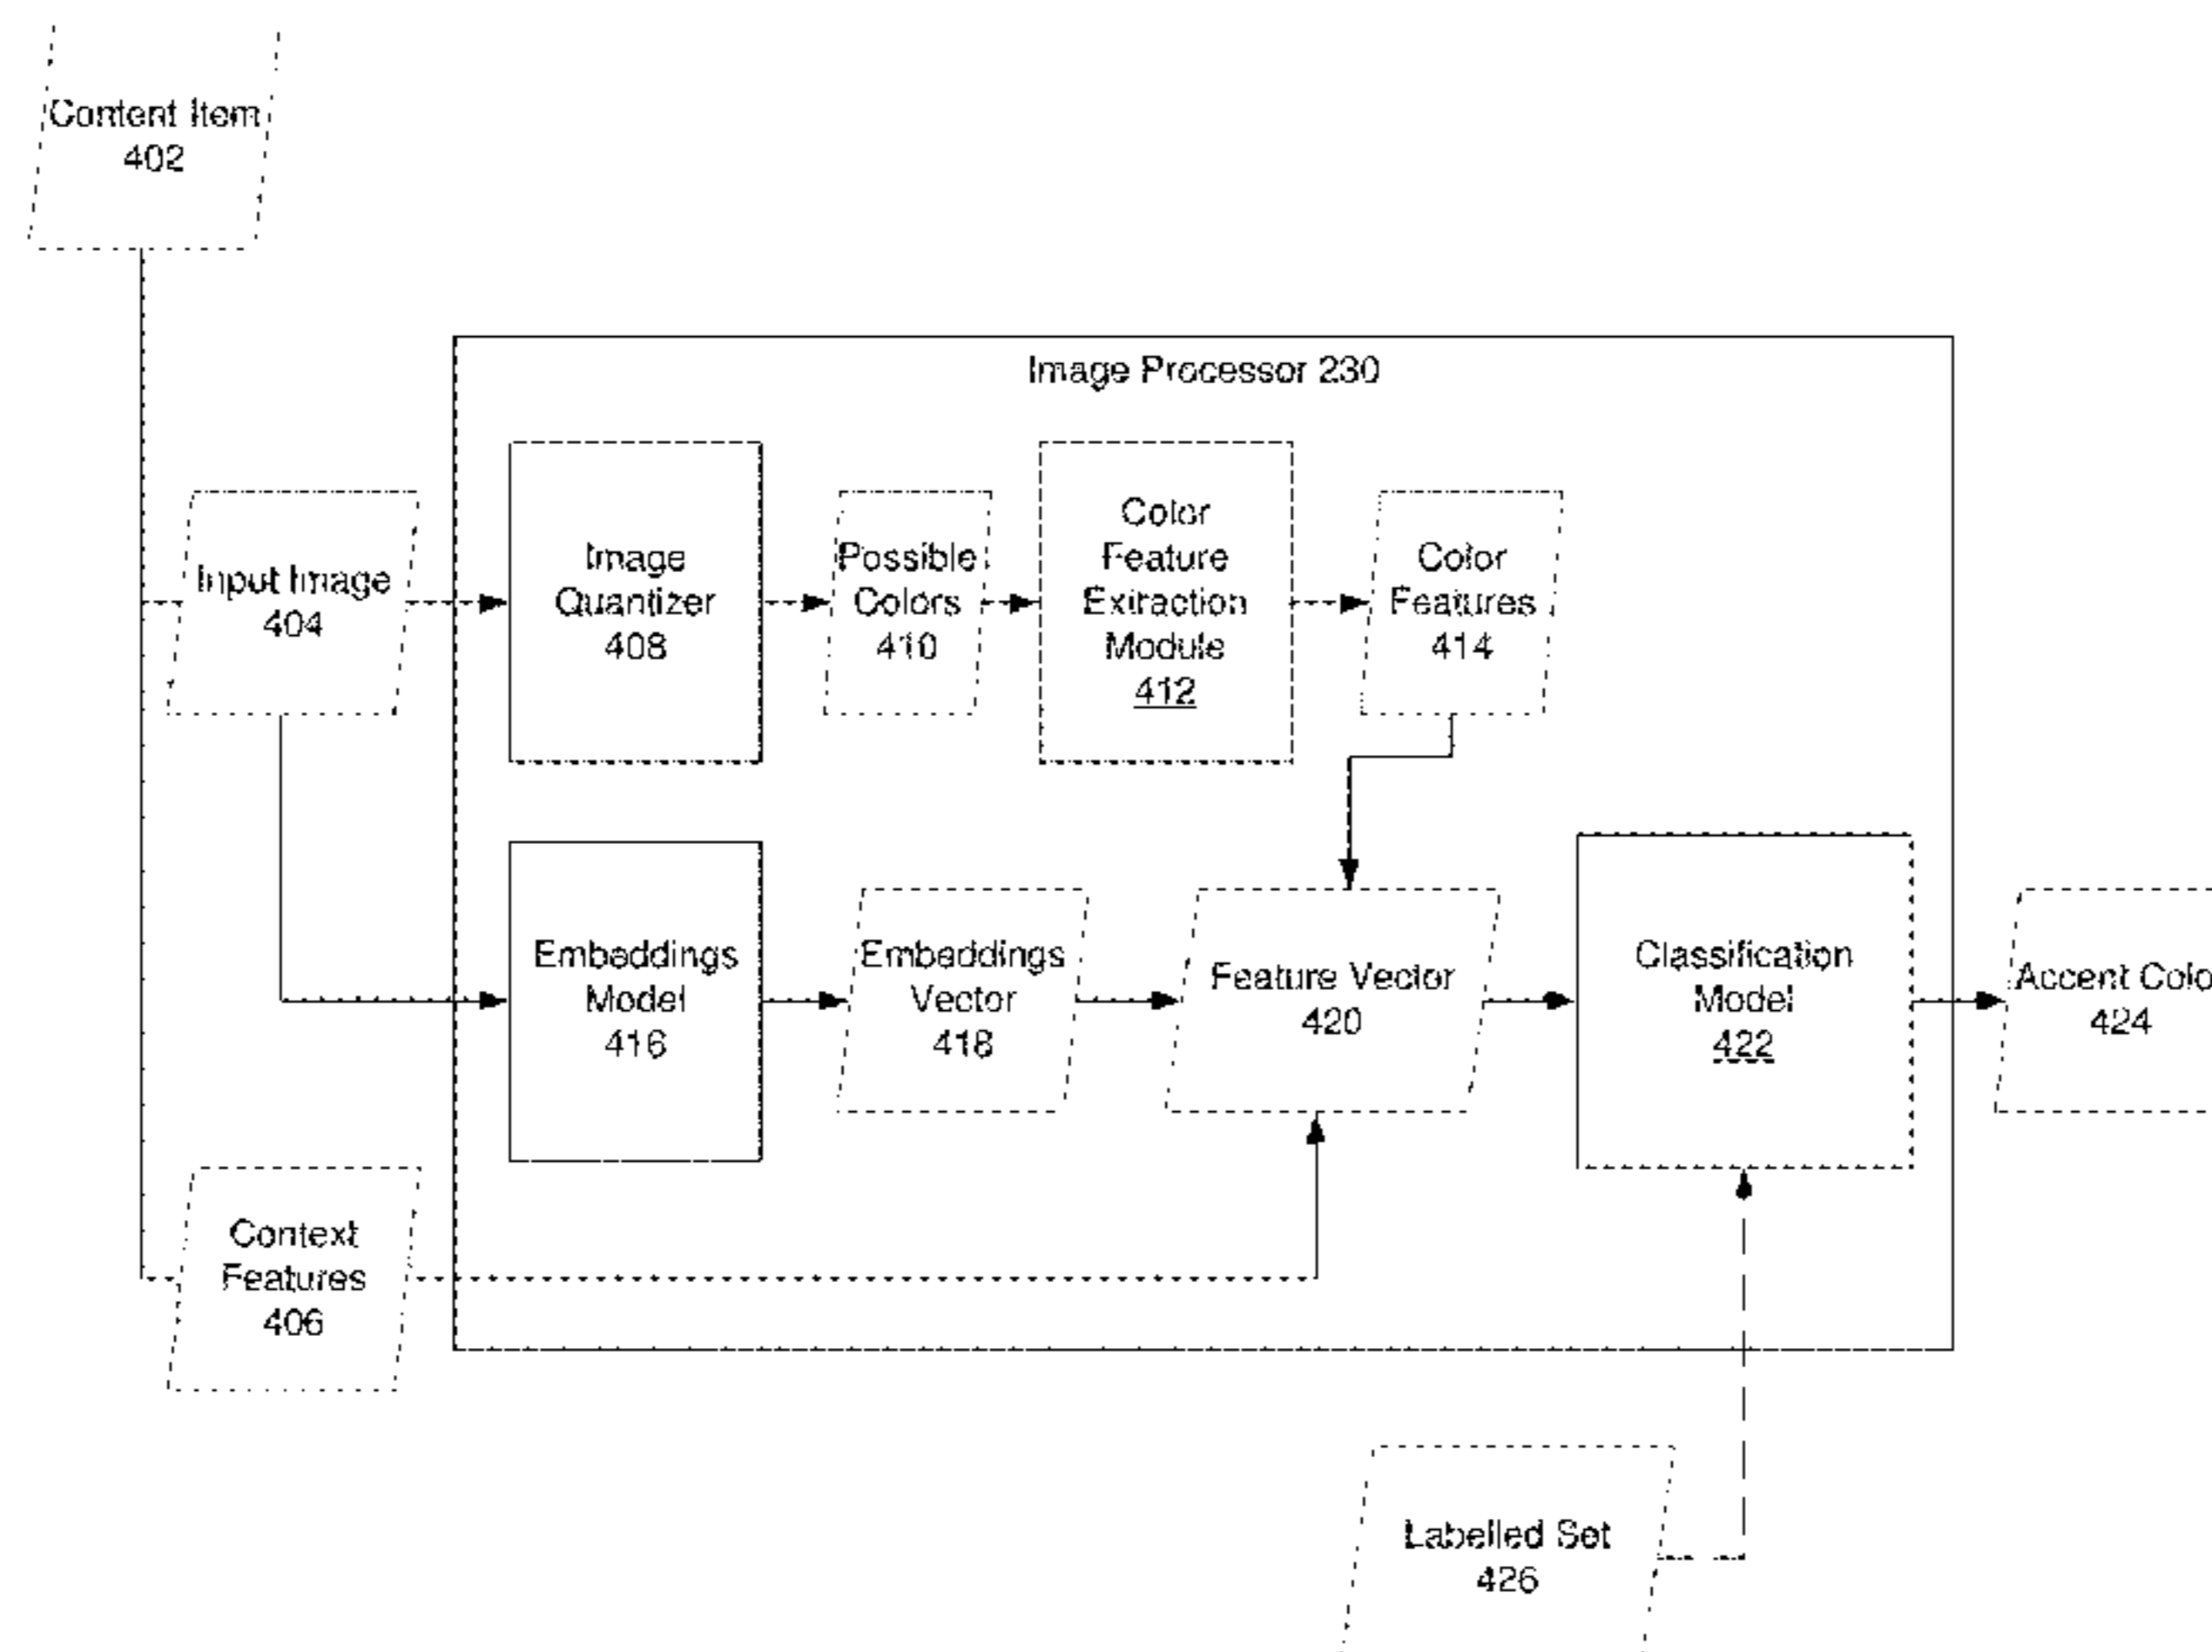 Content Item
402
Image Processor 230
Input Image
404
Image
Quantizer
408
Possible
Colors
410
Color
Feature
Extraction
Module
412
Color
Features
414
Embeddings
Model
416
Embeddings
Vector
418
Feature Vector
420
Classification
Model
422
Accent Colo
424
Context
Features
406
Labelled Set
426